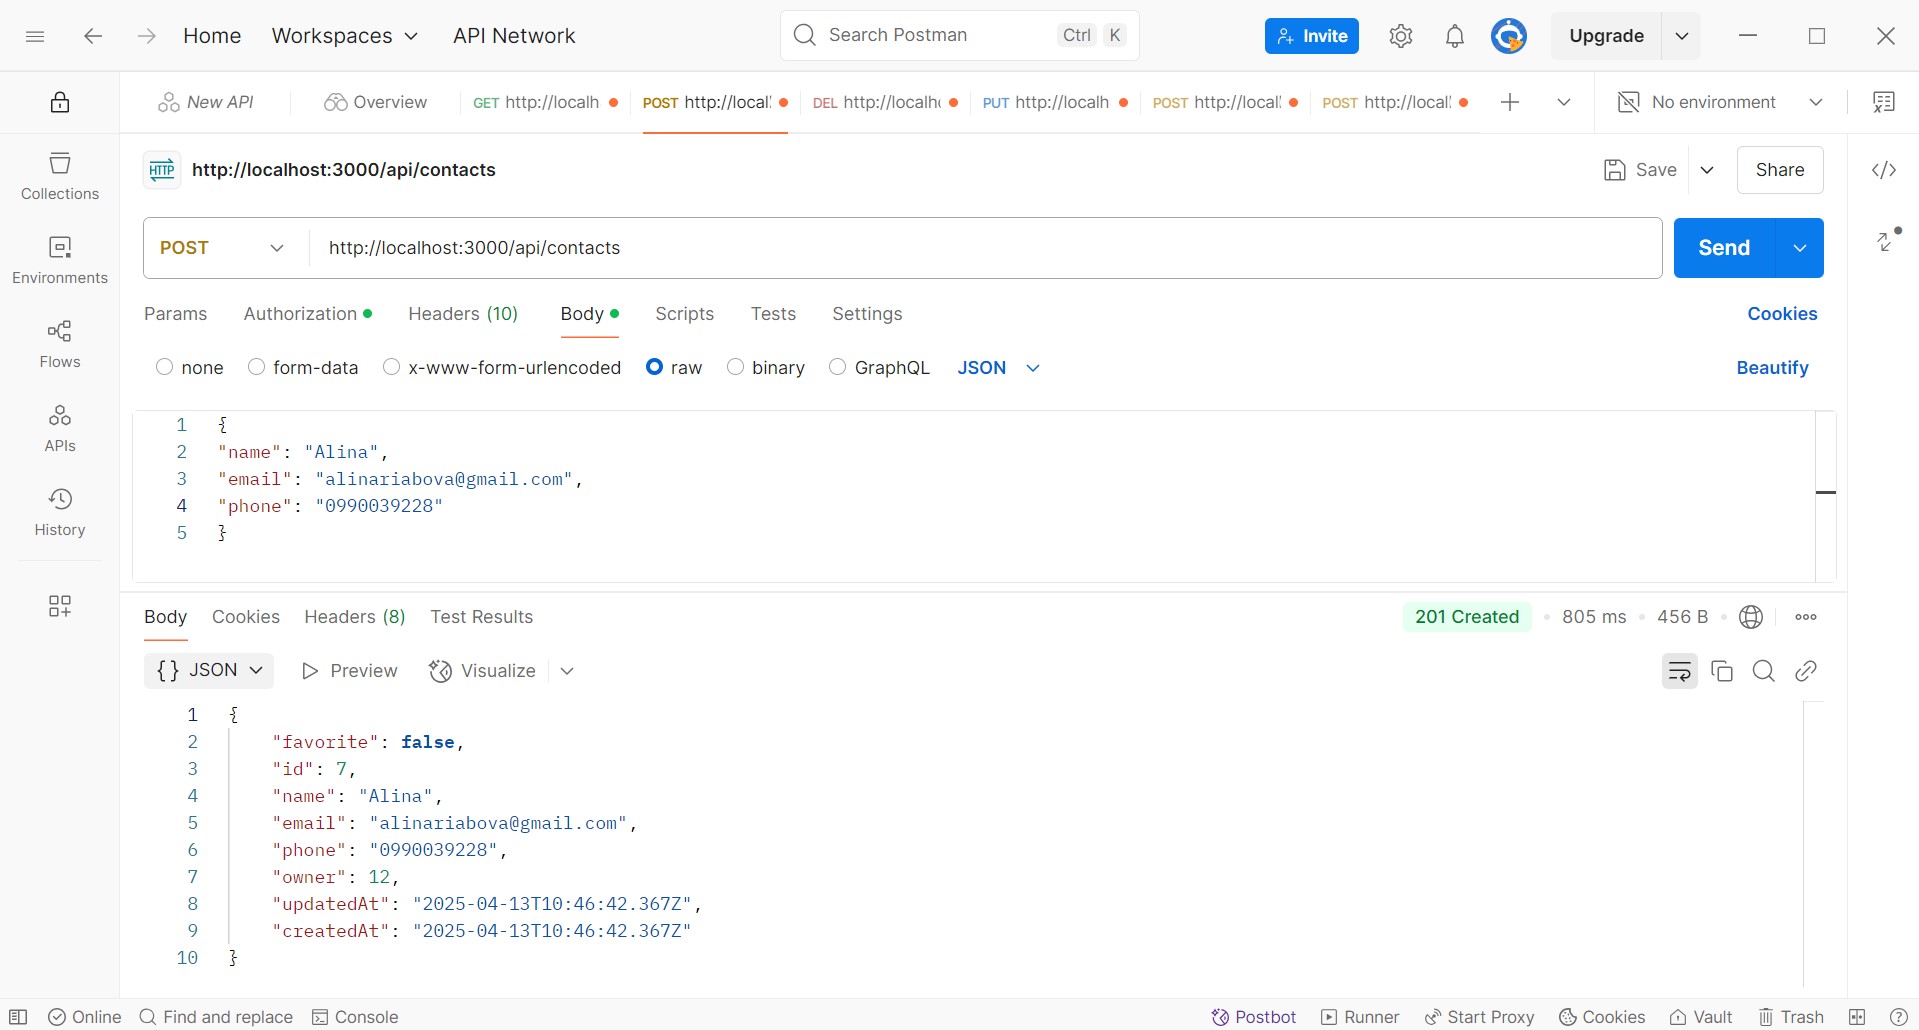 Home Workspaces API Network Search Postman Ctrl K Invite Upgrade
New API Overview GET http://localh POST http://local DEL http://localh PUT http://localh POST http://local POST http://local No environment
HTTP http://localhost:3000/api/contacts Save Share
Collections
POST http://localhost:3000/api/contacts Send
Environments
Params Authorization Headers (10) Body Scripts Tests Settings Cookies
Flows
none form-data x-www-form-urlencoded raw binary GraphQL JSON Beautify
APIs
History
1 {
2 "name": "Alina",
3 "email": "alinariabova@gmail.com",
4 "phone": "0990039228"
5 }
Body Cookies Headers (8) Test Results 201 Created • 805 ms • 456 B
{} JSON Preview Visualize
1 {
2 "favorite": false,
3 "id": 7,
4 "name": "Alina",
5 "email": "alinariabova@gmail.com",
6 "phone": "0990039228",
7 "owner": 12,
8 "updatedAt": "2025-04-13T10:46:42.367Z",
9 "createdAt": "2025-04-13T10:46:42.367Z"
10 }
Online Find and replace Console Postbot Runner Start Proxy Cookies Vault Trash